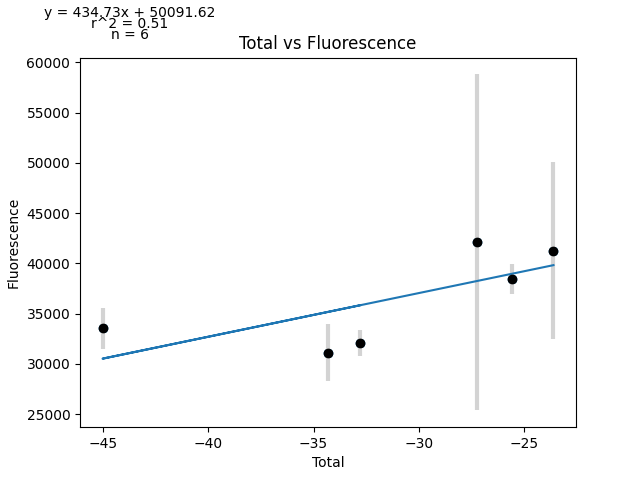 y = 434.73x + 50091.62
r^2 = 0.51
n = 6
Total vs Fluorescence
60000
55000
50000
45000
40000
35000
30000
25000
Fluorescence
−45
−40
−35
−30
−25
Total